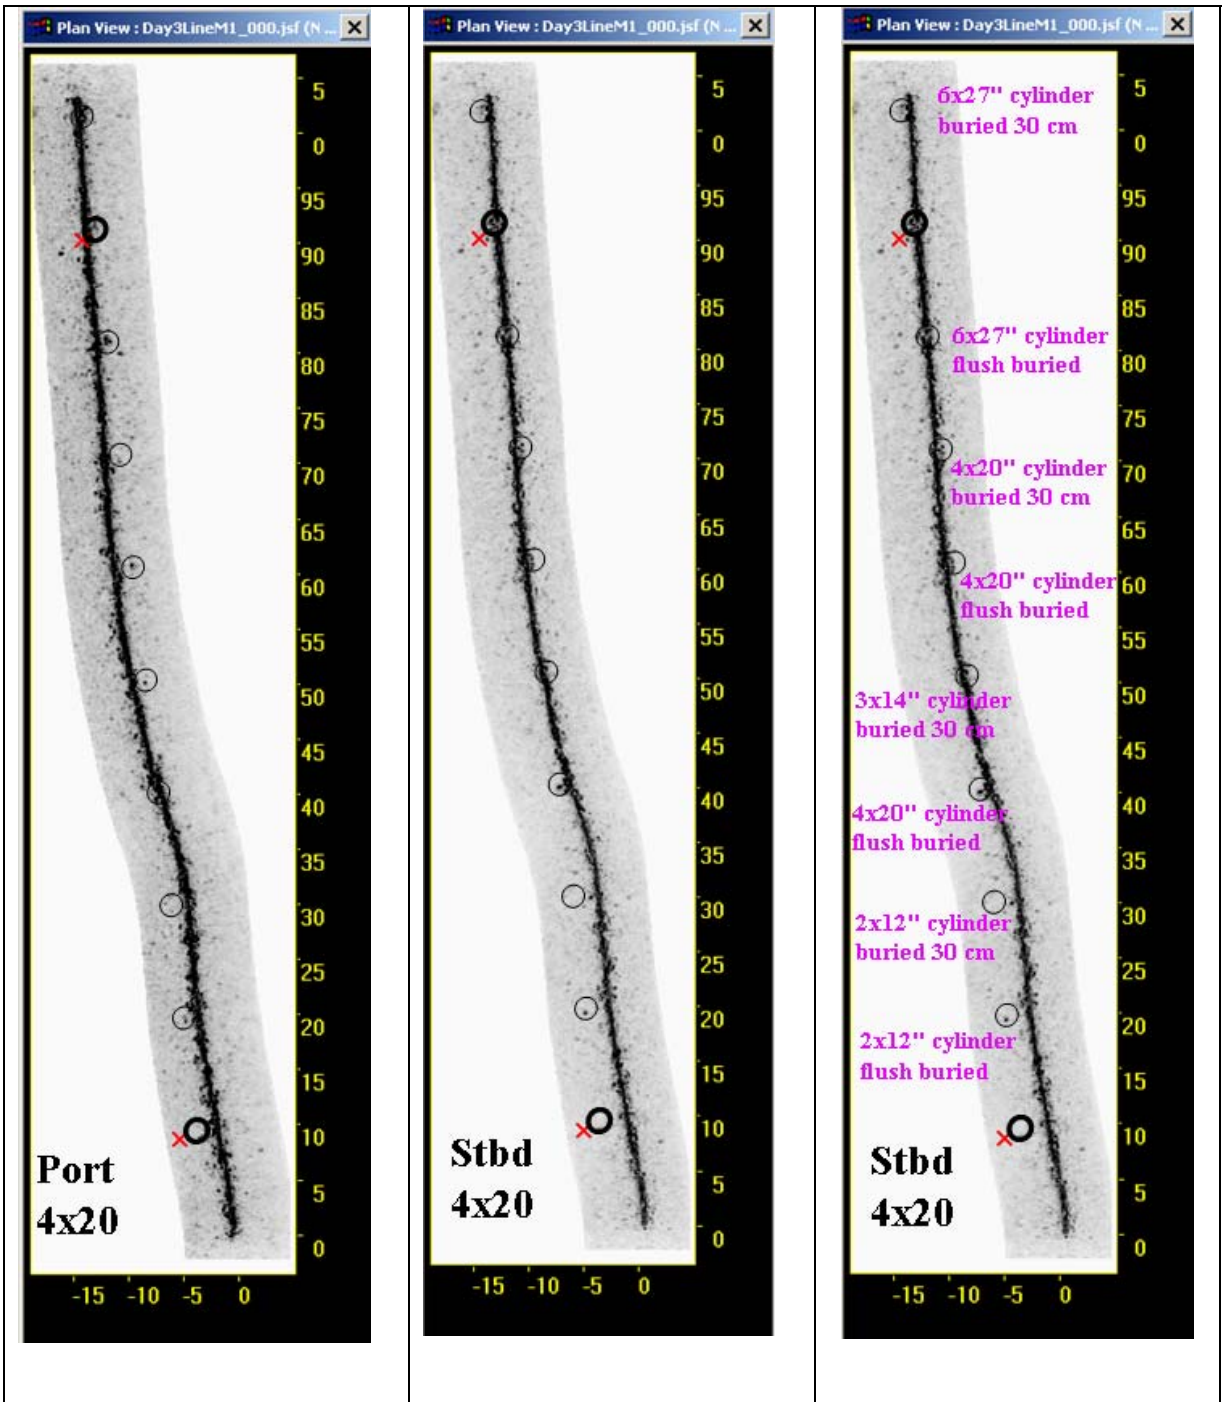 Plan View : Day3LineM1_000.jsf (N ...
5
0
95
90
85
80
75
70
65
60
55
50
45
40
35
30
25
20
15
10
5
0
Port
4x20
-15 -10 -5 0
Plan View : Day3LineM1_000.jsf (N ...
5
0
95
90
85
80
75
70
65
60
55
50
45
40
35
30
25
20
15
10
5
0
Stbd
4x20
-15 -10 -5 0
Plan View : Day3LineM1_000.jsf (N ...
6x27" cylinder
buried 30 cm
6x27" cylinder
flush buried
4x20" cylinder
buried 30 cm
4x20" cylinder
flush buried
3x14" cylinder
buried 30 cm
4x20" cylinder
flush buried
2x12" cylinder
buried 30 cm
2x12" cylinder
flush buried
5
0
95
90
85
80
75
70
65
60
55
50
45
40
35
30
25
20
15
10
5
0
Stbd
4x20
-15 -10 -5 0